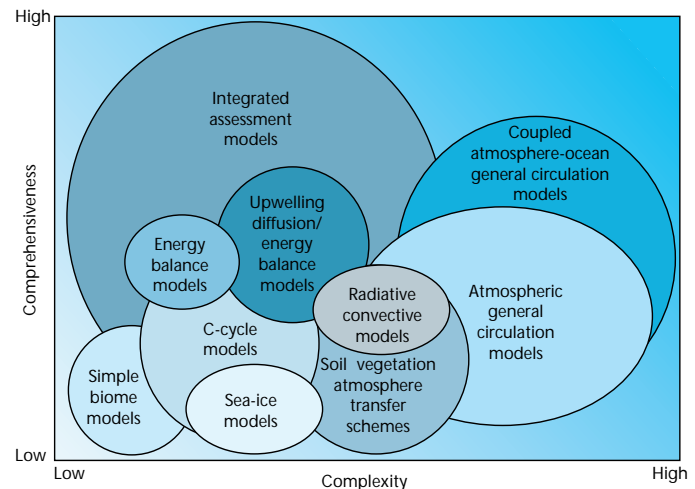 High
Comprehensiveness
Integrated
assessment
models
Coupled
atmosphere-ocean
general circulation
models
Upwelling
diffusion/
energy
balance
models
Energy
balance
models
Radiative
convective
models
Atmospheric
general
circulation
models
C-cycle
models
Soil vegetation
atmosphere
transfer
schemes
Simple
biome
models
Sea-ice
models
Low
Low
Complexity
High